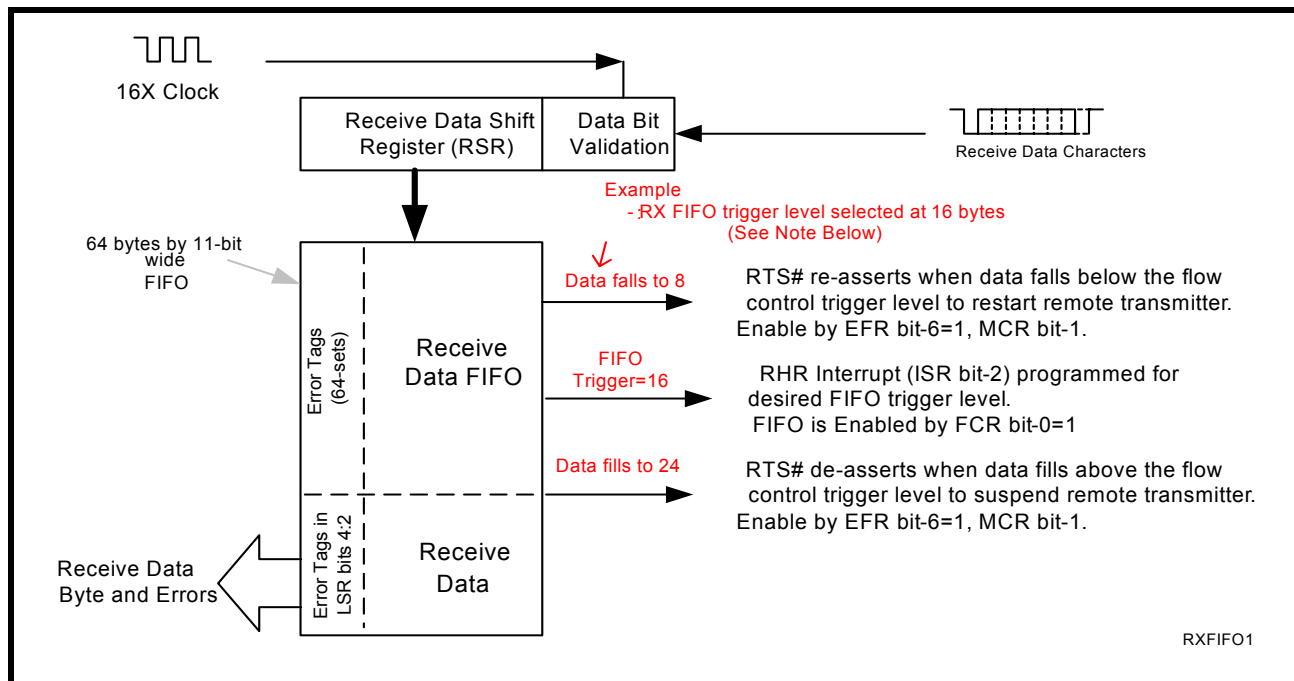 16X Clock
Receive Data Shift
Register (RSR)
Data Bit
Validation
Receive Data Characters
Example
- :RX FIFO trigger level selected at 16 bytes
(See Note Below)
64 bytes by 11-bit
wide
FIFO
Error Tags
(64-sets)
Receive
Data FIFO
Data falls to 8
RTS# re-asserts when data falls below the flow
control trigger level to restart remote transmitter.
Enable by EFR bit-6=1, MCR bit-1.
FIFO
Trigger=16
RHR Interrupt (ISR bit-2) programmed for
desired FIFO trigger level.
FIFO is Enabled by FCR bit-0=1
Data fills to 24
RTS# de-asserts when data fills above the flow
control trigger level to suspend remote transmitter.
Enable by EFR bit-6=1, MCR bit-1.
Error Tags in
LSR bits 4:2
Receive
Data
Receive Data
Byte and Errors
RXFIFO1